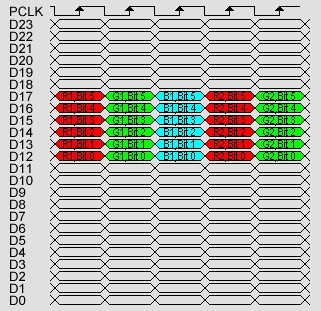 PCLK
D23
D22
D21
D20
D19
D18
D17 R1,Bit 5 G1,Bit 5 B1,Bit 5 R2,Bit 5 G2,Bit 5
D16 R1,Bit 4 G1,Bit 4 B1,Bit 4 R2,Bit 4 G2,Bit 4
D15 R1,Bit 3 G1,Bit 3 B1,Bit 3 R2,Bit 3 G2,Bit 3
D14 R1,Bit 2 G1,Bit 2 B1,Bit 2 R2,Bit 2 G2,Bit 2
D13 R1,Bit 1 G1,Bit 1 B1,Bit 1 R2,Bit 1 G2,Bit 1
D12 R1,Bit 0 G1,Bit 0 B1,Bit 0 R2,Bit 0 G2,Bit 0
D11
D10
D9
D8
D7
D6
D5
D4
D3
D2
D1
D0